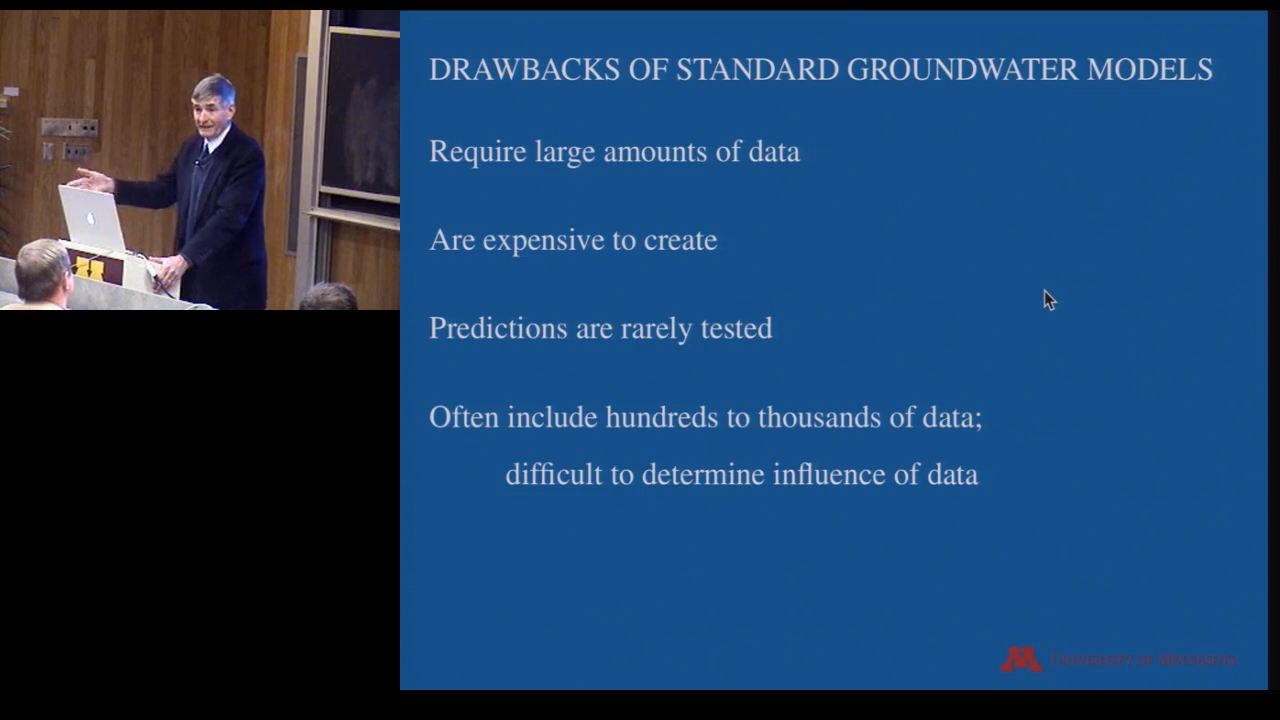 DRAWBACKS OF STANDARD GROUNDWATER MODELS
Require large amounts of data
Are expensive to create
Predictions are rarely tested
Often include hundreds to thousands of data;
difficult to determine influence of data
M UNIVERSITY OF MINNESOTA